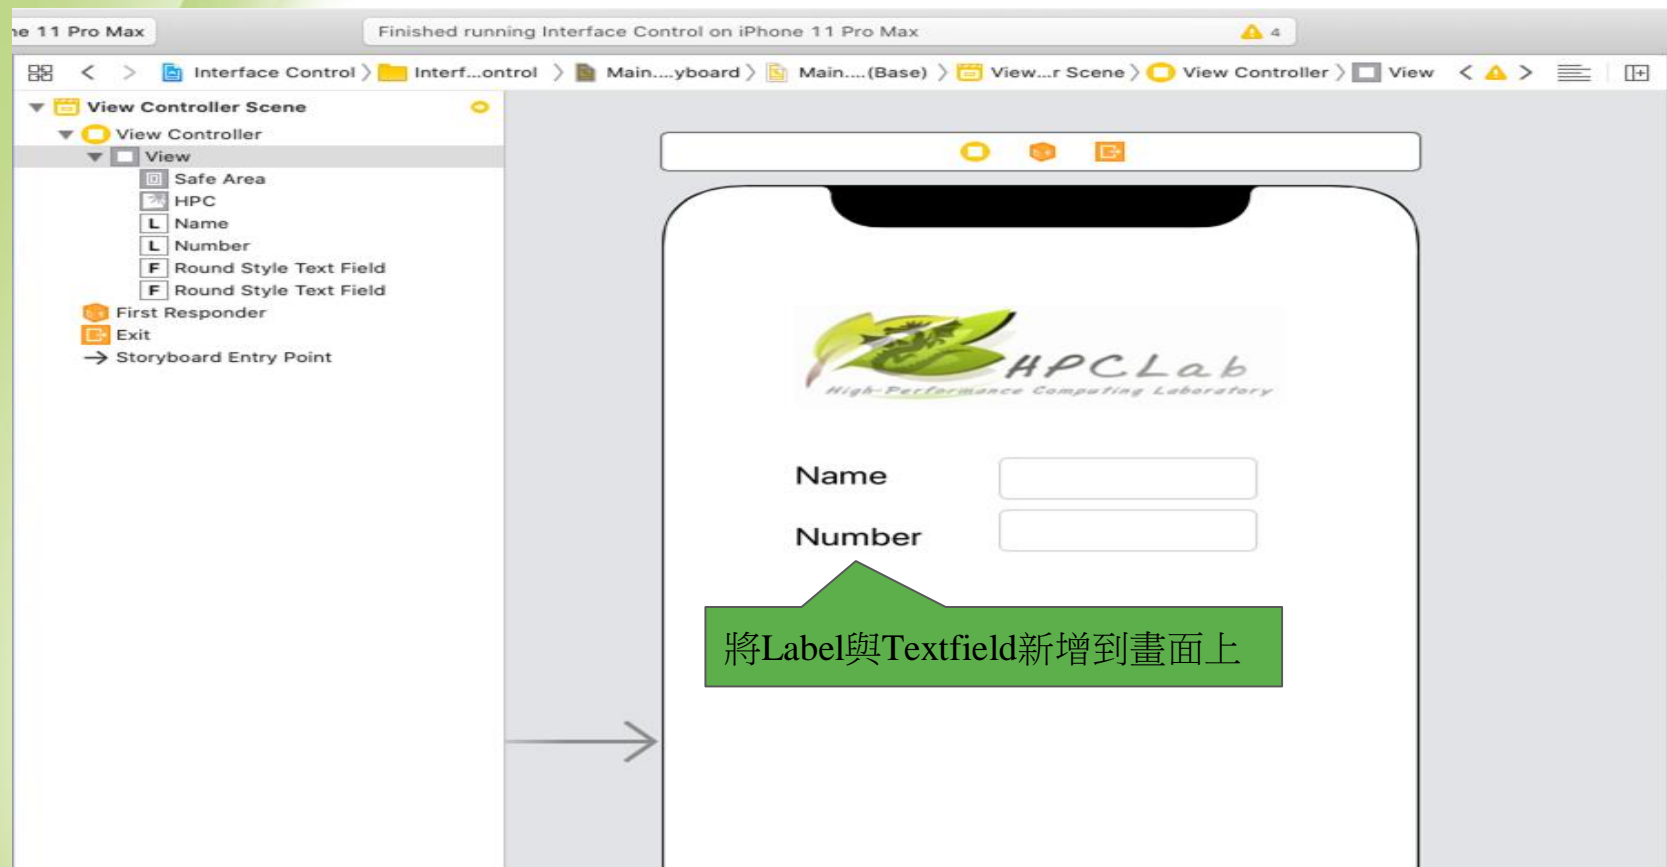 ne 11 Pro Max
Finished running Interface Control on iPhone 11 Pro Max
4
Interface Control
Interf...ontrol
Main....yboard
Main....(Base)
View...r Scene
View Controller
View
View Controller Scene
View Controller
View
Safe Area
HPC
L Name
L Number
F Round Style Text Field
F Round Style Text Field
First Responder
Exit
Storyboard Entry Point
HPCLab
High-Performance Computing Laboratory
Name
Number
將Label與Textfield新增到畫面上